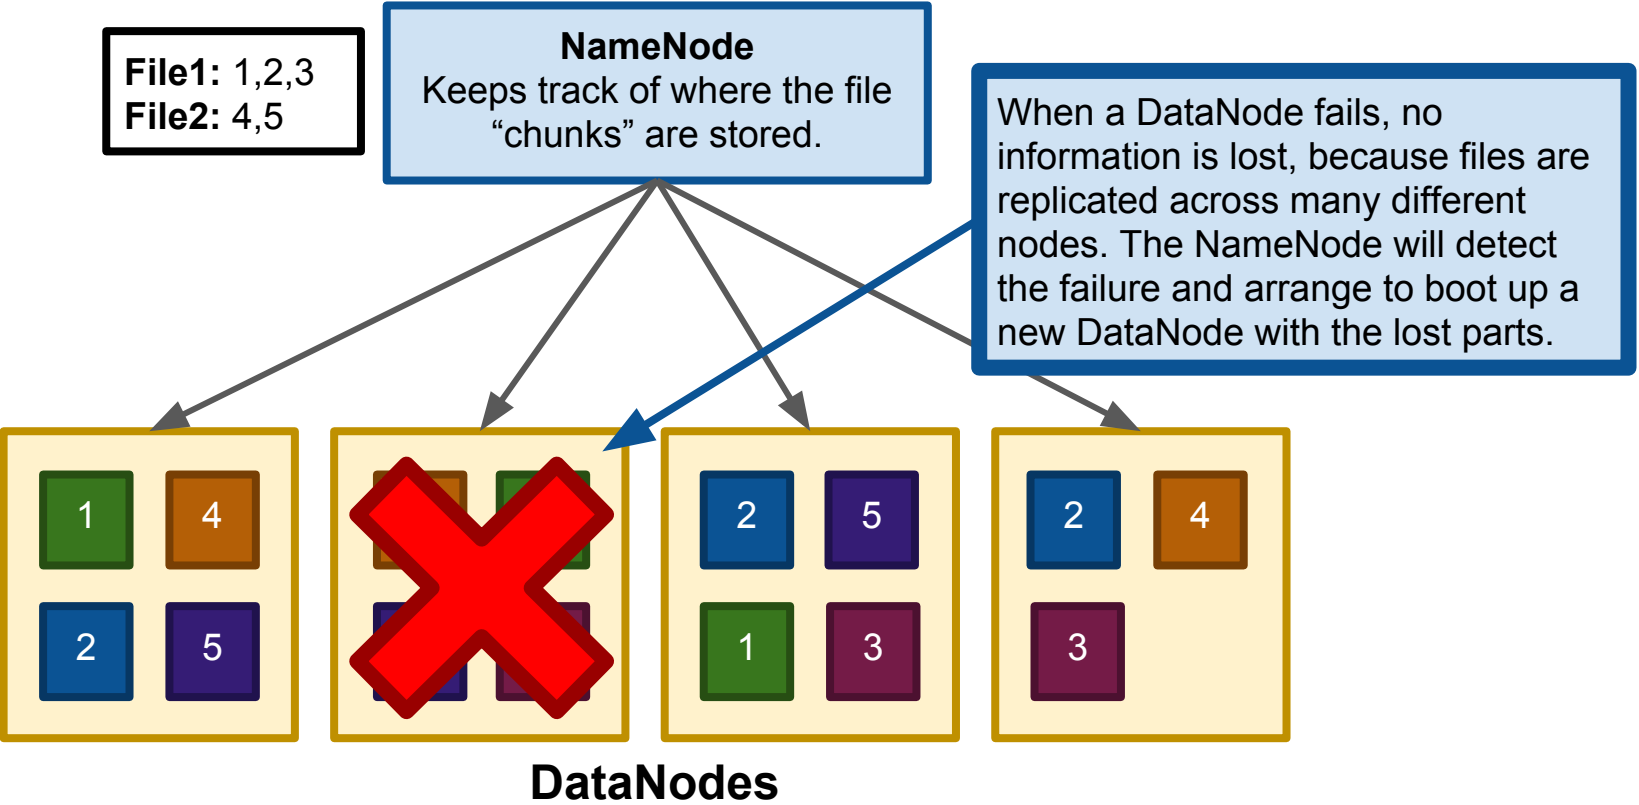 File1: 1,2,3
File2: 4,5
NameNode
Keeps track of where the file
“chunks” are stored.
When a DataNode fails, no
information is lost, because files are
replicated across many different
nodes. The NameNode will detect
the failure and arrange to boot up a
new DataNode with the lost parts.
1 4
2 5
2 5
1 3
2 4
3
DataNodes